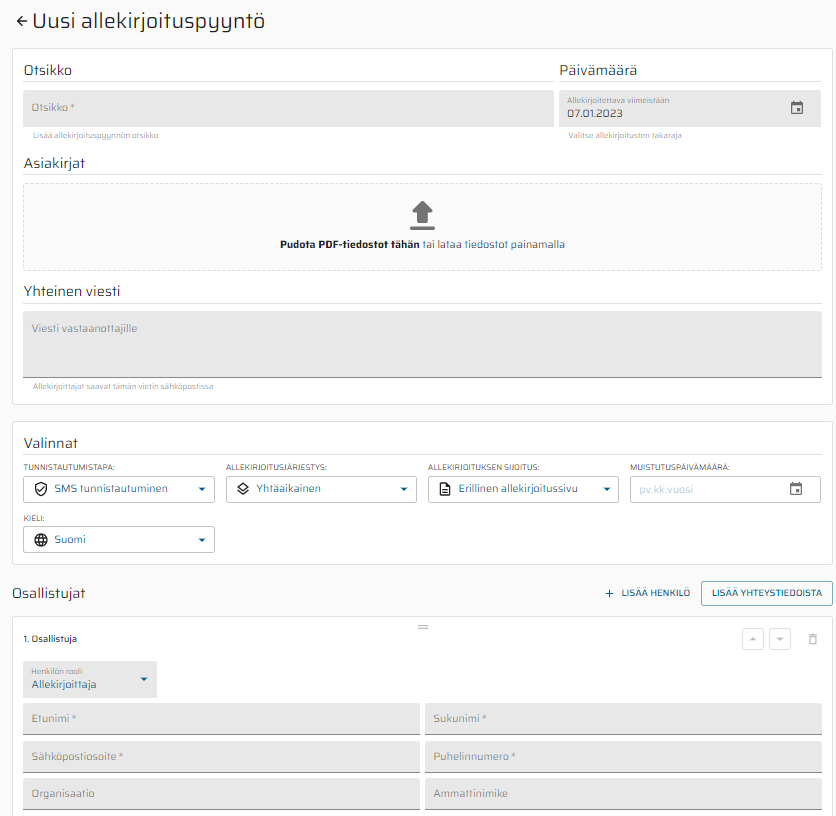 Uusi allekirjoituspyyntö
Otsikko
Päivämäärä
Otsikko *
Allekirjoitettava viimeistään
07.01.2023
Lisää allekirjoituspyynnön otsikko
Valitse allekirjoitusten takaraja
Asiakirjat
Pudota PDF-tiedostot tähän tai lataa tiedostot painamalla
Yhteinen viesti
Viesti vastaanottajille
Allekirjoittajat saavat tämän vietin sähköpostissa
Valinnat
TUNNISTAUTUMISTAPA:
ALLEKIRJOITUSJÄRJESTYS:
ALLEKIRJOITUKSEN SIJOITUS:
MUISTUTUSPÄIVÄMÄÄRÄ:
SMS tunnistautuminen
Yhtäaikainen
Erillinen allekirjoitussivu
pv.kk.vuosi
KIELI:
Suomi
Osallistujat
+ LISÄÄ HENKILÖ
LISÄÄ YHTEYSTIEDOISTA
1. Osallistuja
Henkilön rooli
Allekirjoittaja
Etunimi *
Sukunimi *
Sähköpostiosoite *
Puhelinnumero *
Organisaatio
Ammattinimike